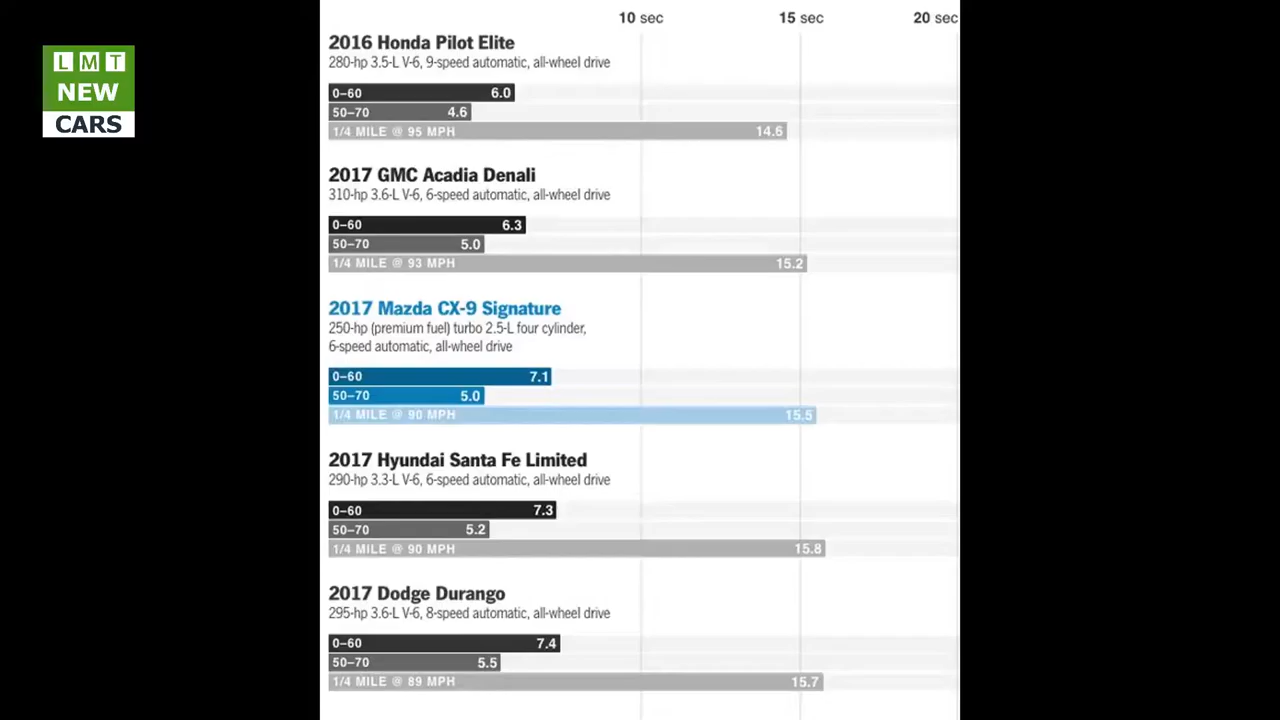 LMT
NEW
CARS
10 sec 15 sec 20 sec
2016 Honda Pilot Elite
280-hp 3.5-L V-6, 9-speed automatic, all-wheel drive
0–60 6.0
50–70 4.6
1/4 MILE @ 95 MPH 14.6
2017 GMC Acadia Denali
310-hp 3.6-L V-6, 6-speed automatic, all-wheel drive
0–60 6.3
50–70 5.0
1/4 MILE @ 93 MPH 15.2
2017 Mazda CX-9 Signature
250-hp (premium fuel) turbo 2.5-L four cylinder,
6-speed automatic, all-wheel drive
0–60 7.1
50–70 5.0
1/4 MILE @ 90 MPH 15.5
2017 Hyundai Santa Fe Limited
290-hp 3.3-L V-6, 6-speed automatic, all-wheel drive
0–60 7.3
50–70 5.2
1/4 MILE @ 90 MPH 15.8
2017 Dodge Durango
295-hp 3.6-L V-6, 8-speed automatic, all-wheel drive
0–60 7.4
50–70 5.5
1/4 MILE @ 89 MPH 15.7